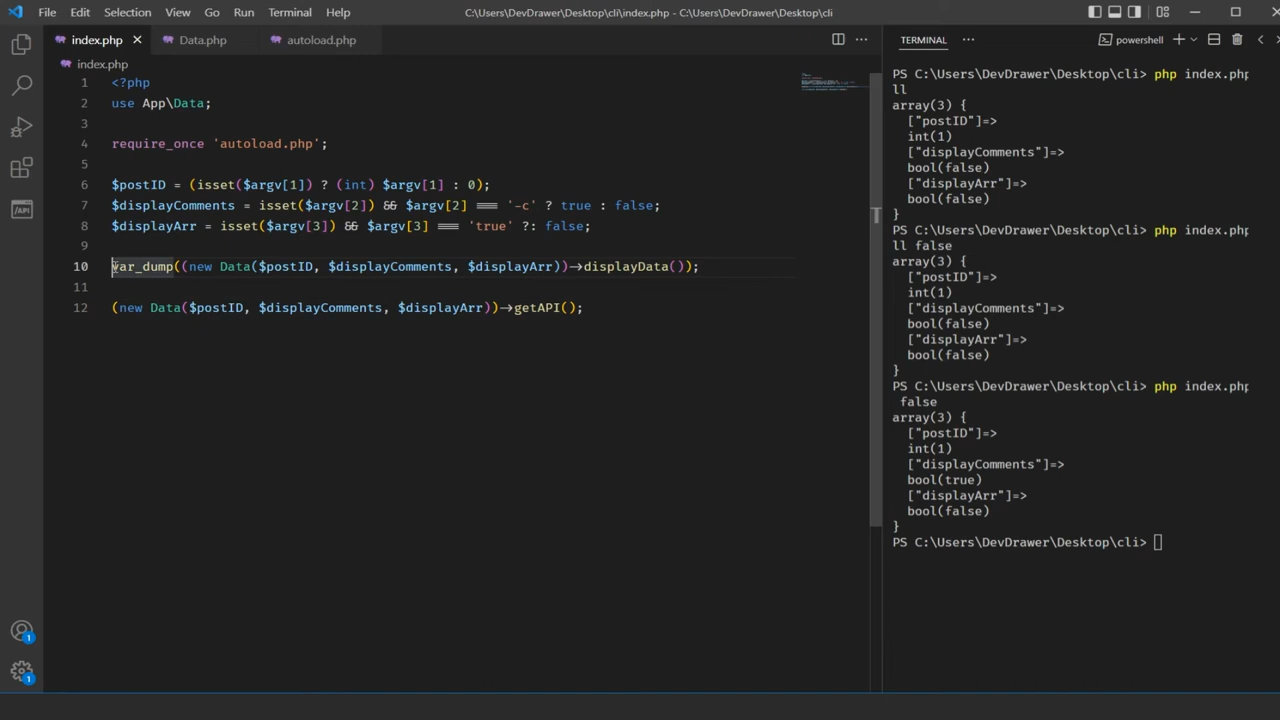 File Edit Selection View Go Run Terminal Help
C:\Users\DevDrawer\Desktop\cli\index.php - C:\Users\DevDrawer\Desktop\cli
index.php
Data.php
autoload.php
index.php
1 <?php
2 use App\Data;
3
4 require_once 'autoload.php';
5
6 $postID = (isset($argv[1]) ? (int) $argv[1] : 0);
7 $displayComments = isset($argv[2]) && $argv[2] === '-c' ? true : false;
8 $displayArr = isset($argv[3]) && $argv[3] === 'true' ?: false;
9
10 var_dump((new Data($postID, $displayComments, $displayArr))->displayData());
11
12 (new Data($postID, $displayComments, $displayArr))->getAPI();
/API
1
1
TERMINAL
powershell
PS C:\Users\DevDrawer\Desktop\cli> php index.php
ll
array(3) {
["postID"]=>
int(1)
["displayComments"]=>
bool(false)
["displayArr"]=>
bool(false)
}
PS C:\Users\DevDrawer\Desktop\cli> php index.php
ll false
array(3) {
["postID"]=>
int(1)
["displayComments"]=>
bool(false)
["displayArr"]=>
bool(false)
}
PS C:\Users\DevDrawer\Desktop\cli> php index.php
false
array(3) {
["postID"]=>
int(1)
["displayComments"]=>
bool(true)
["displayArr"]=>
bool(false)
}
PS C:\Users\DevDrawer\Desktop\cli>